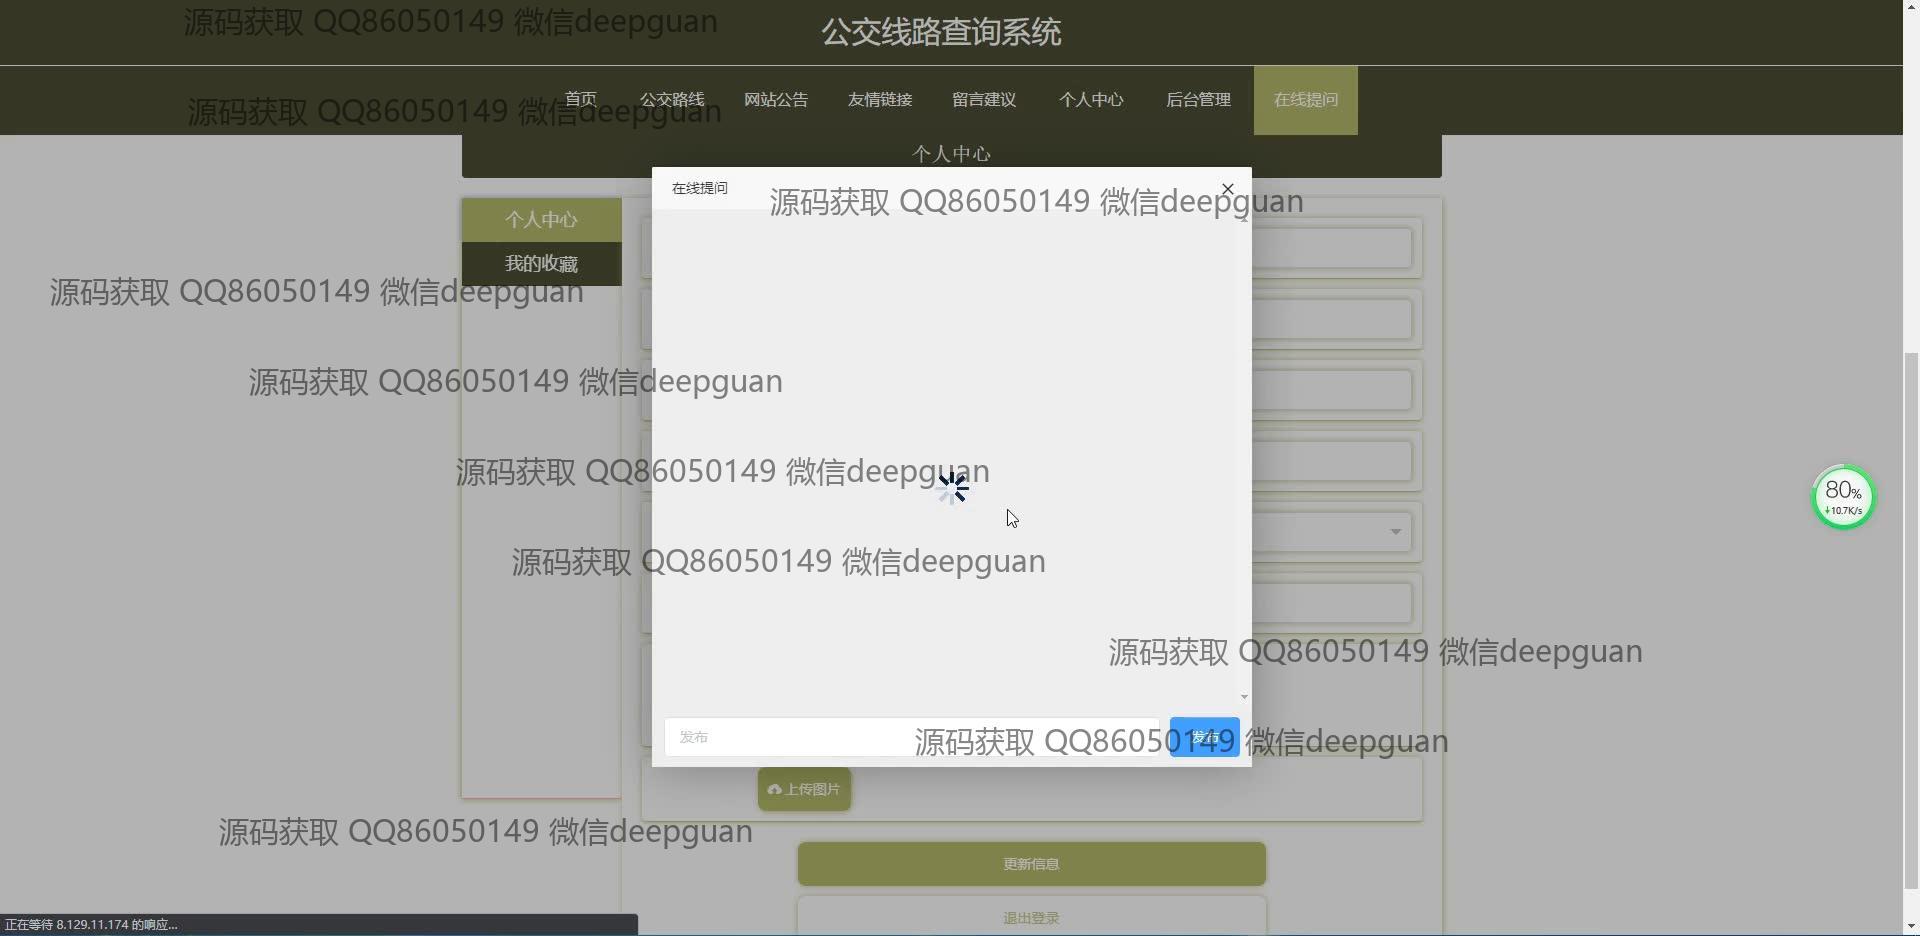 源码获取 QQ86050149 微信deepguan
公交线路查询系统
首页
公交路线
网站公告
友情链接
留言建议
个人中心
后台管理
在线提问
源码获取 QQ86050149 微信deepguan
个人中心
在线提问
源码获取 QQ86050149 微信deepguan
个人中心
我的收藏
源码获取 QQ86050149 微信deepguan
源码获取 QQ86050149 微信deepguan
源码获取 QQ86050149 微信deepguan
80%
10.7K/s
源码获取 QQ86050149 微信deepguan
源码获取 QQ86050149 微信deepguan
发布
发布
源码获取 QQ86050149 微信deepguan
上传图片
源码获取 QQ86050149 微信deepguan
更新信息
退出登录
正在等待 8.129.11.174 的响应...